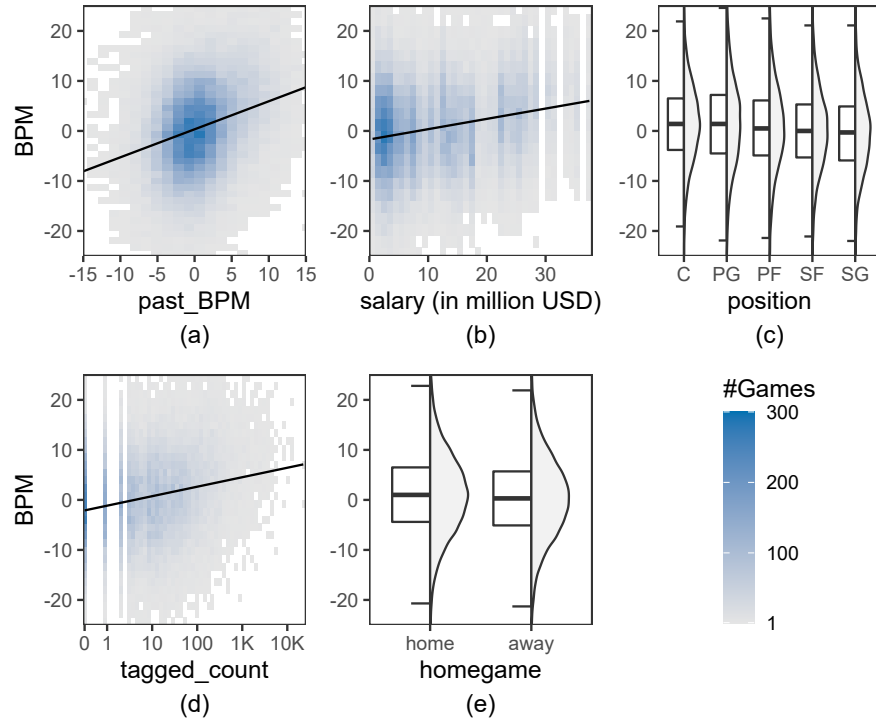 BPM
20
10
0
-10
-20
-15 -10 -5 0 5 10 15
past_BPM
(a)
20
10
0
-10
-20
0 10 20 30
salary (in million USD)
(b)
20
10
0
-10
-20
C PG PF SF SG
position
(c)
BPM
20
10
0
-10
-20
0 1 10 100 1K 10K
tagged_count
(d)
20
10
0
-10
-20
home away
homegame
(e)
#Games
300
200
100
1